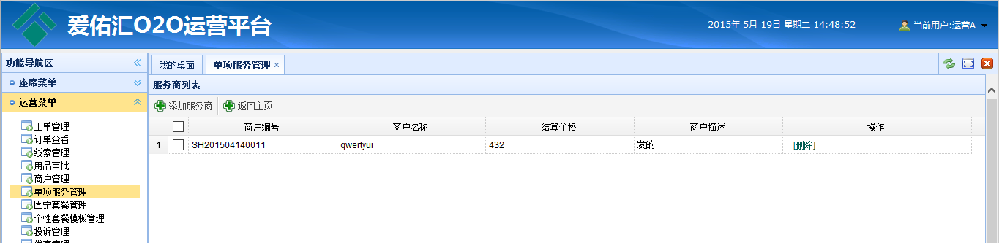 爱佑汇O2O运营平台
2015年 5月 19日 星期二 14:48:52
当前用户:运营A
功能导航区
我的桌面
单项服务管理
座席菜单
服务商列表
运营菜单
添加服务商
返回主页
商户编号 商户名称 结算价格 商户描述 操作
1 SH201504140011 qwertyui 432 发的 [删除]
工单管理
订单查看
线索管理
用品审批
商户管理
单项服务管理
固定套餐管理
个性套餐模板管理
投诉管理